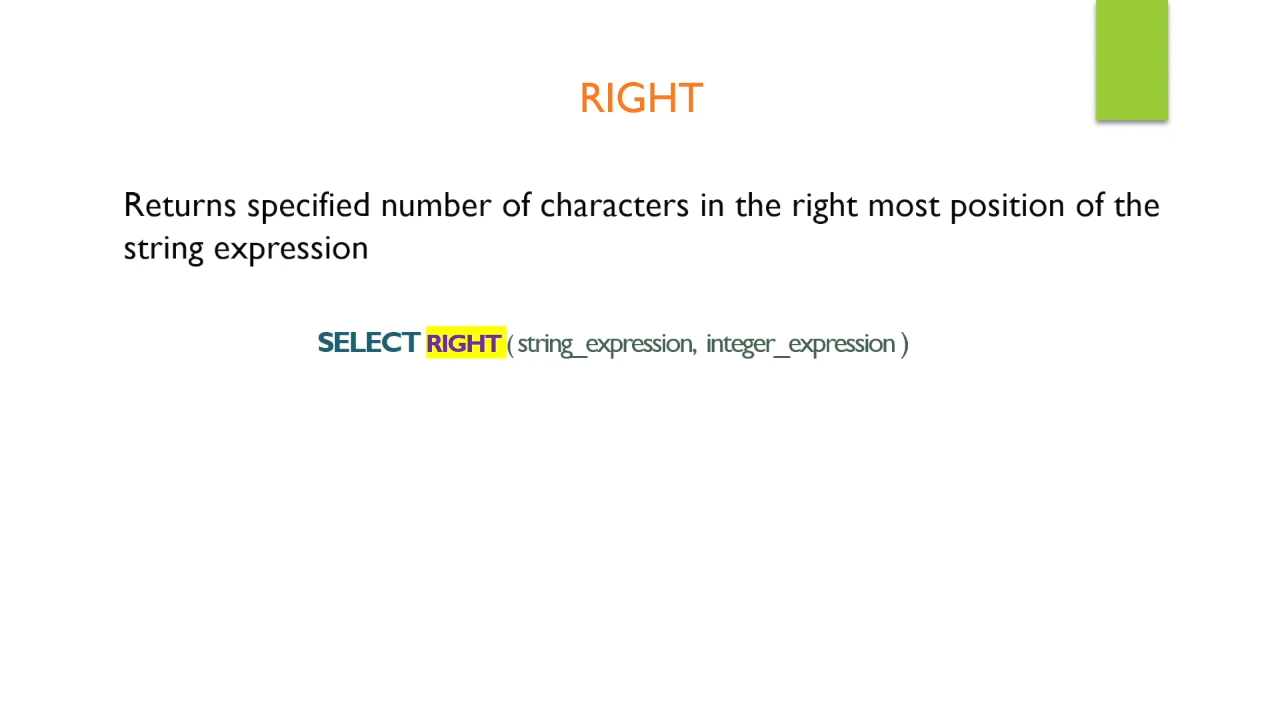 RIGHT
Returns specified number of characters in the right most position of the
string expression
SELECT RIGHT ( string_expression, integer_expression )